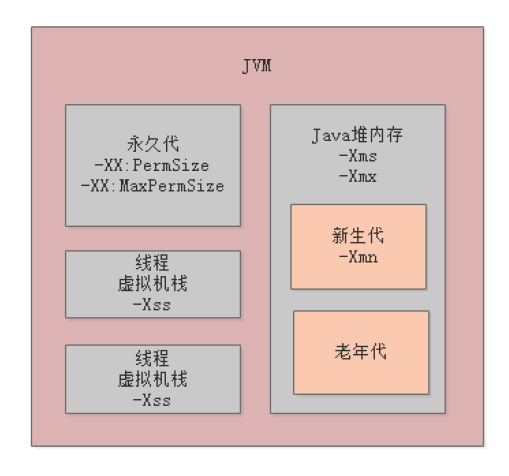 JVM
永久代
-XX:PermSize
-XX:MaxPermSize
线程
虚拟机栈
-Xss
线程
虚拟机栈
-Xss
Java堆内存
-Xms
-Xmx
新生代
-Xmn
老年代